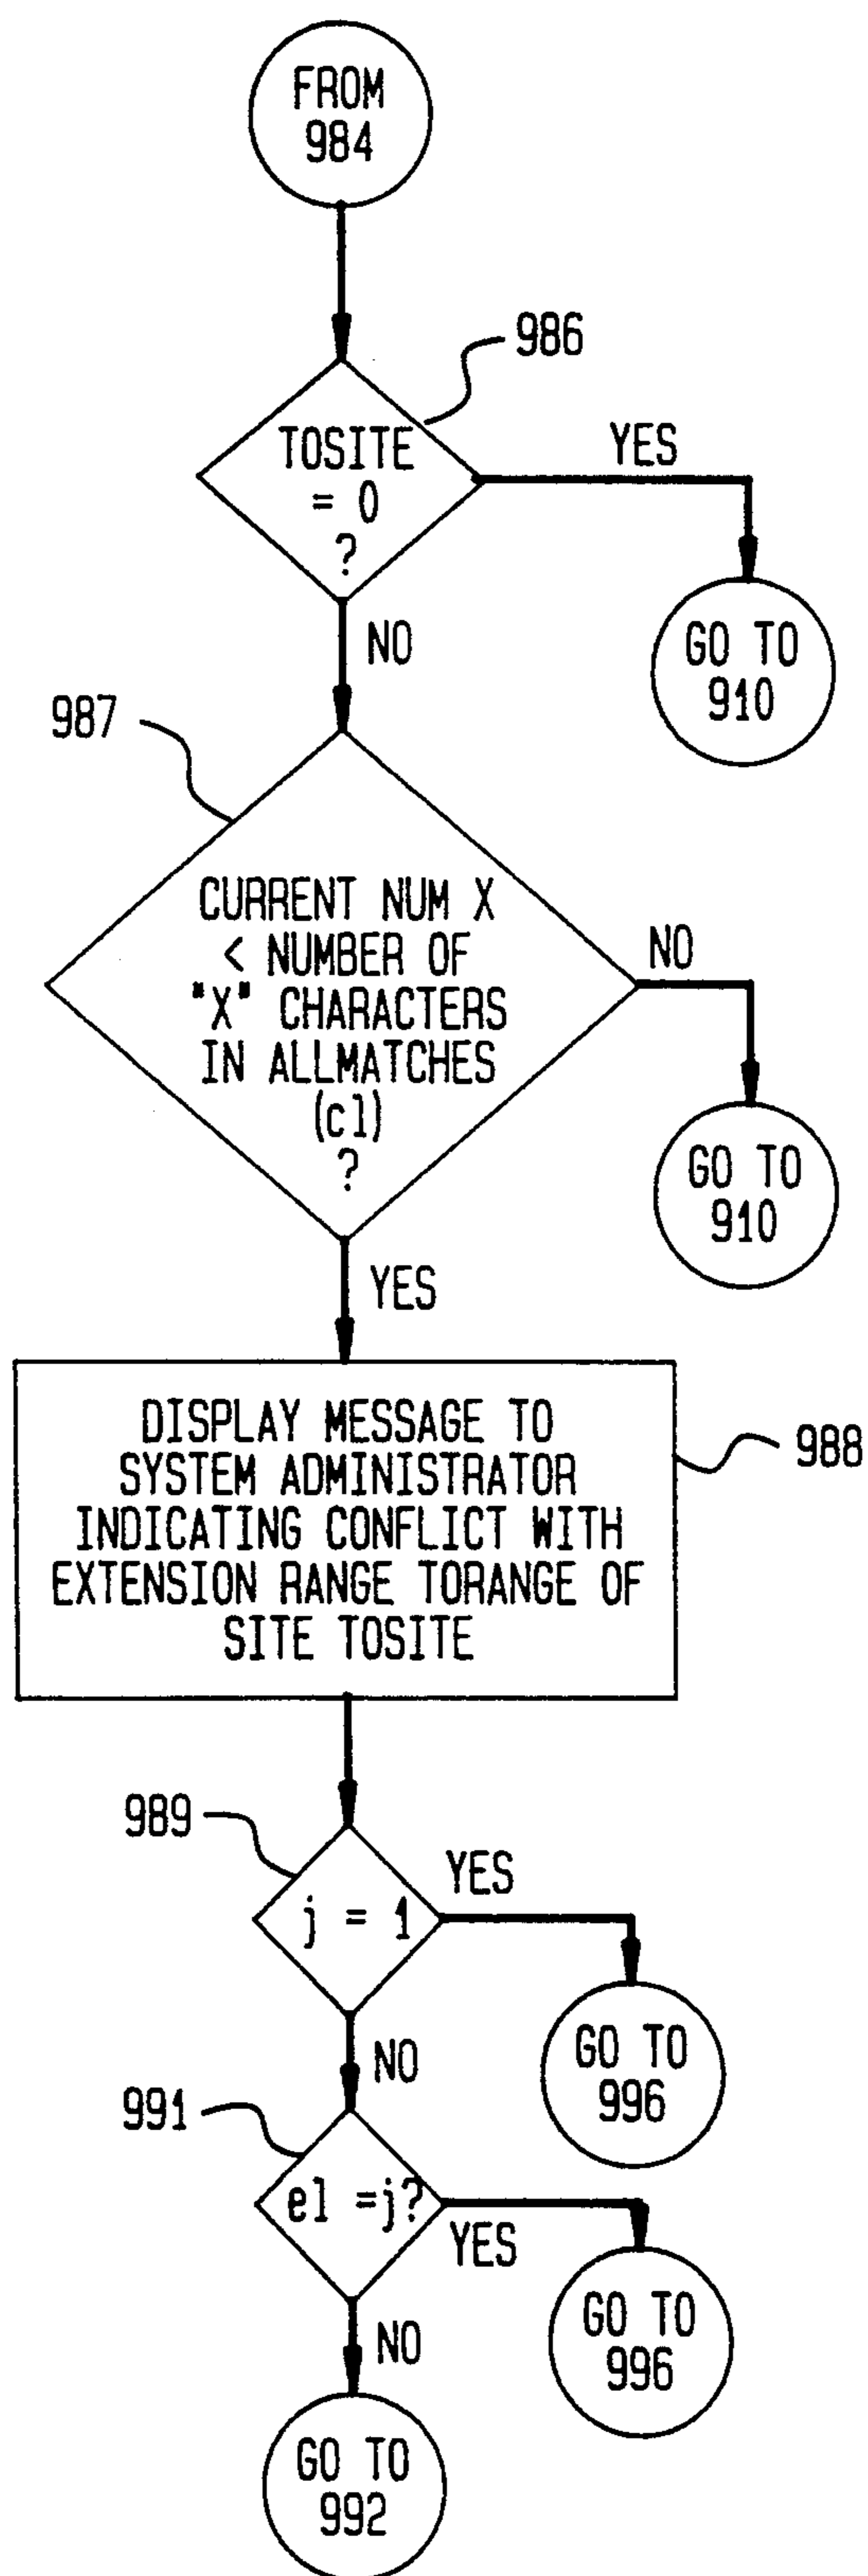 FROM
984
986
TOSITE
= 0
?
YES
NO
GO TO
910
987
CURRENT NUM X
< NUMBER OF
"X" CHARACTERS
IN ALLMATCHES
(cl)
?
NO
GO TO
910
YES
DISPLAY MESSAGE TO
SYSTEM ADMINISTRATOR
INDICATING CONFLICT WITH
EXTENSION RANGE TORANGE OF
SITE TOSITE
988
989
j = 1
YES
GO TO
996
NO
991
el =j?
YES
GO TO
996
NO
GO TO
992